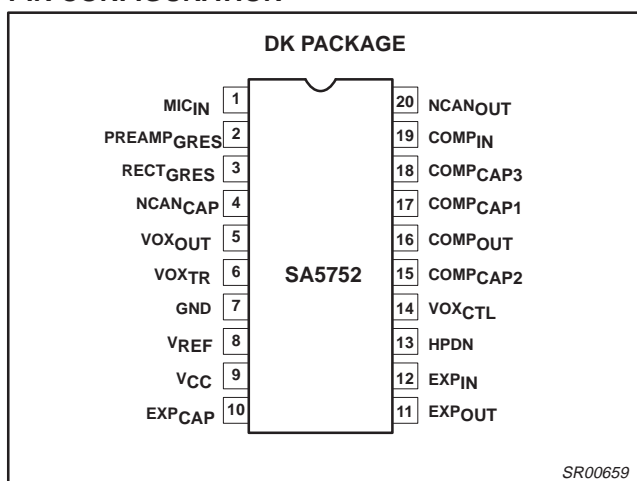 DK PACKAGE
MICIN 1 20 NCANOUT
PREAMPGRES 2 19 COMPIN
RECTGRES 3 18 COMPCAP3
NCANCAP 4 17 COMPCAP1
VOXOUT 5 16 COMPOUT
VOXTR 6 SA5752 15 COMPCAP2
GND 7 14 VOXCTL
VREF 8 13 HPDN
VCC 9 12 EXPIN
EXPCAP 10 11 EXPOUT
SR00659